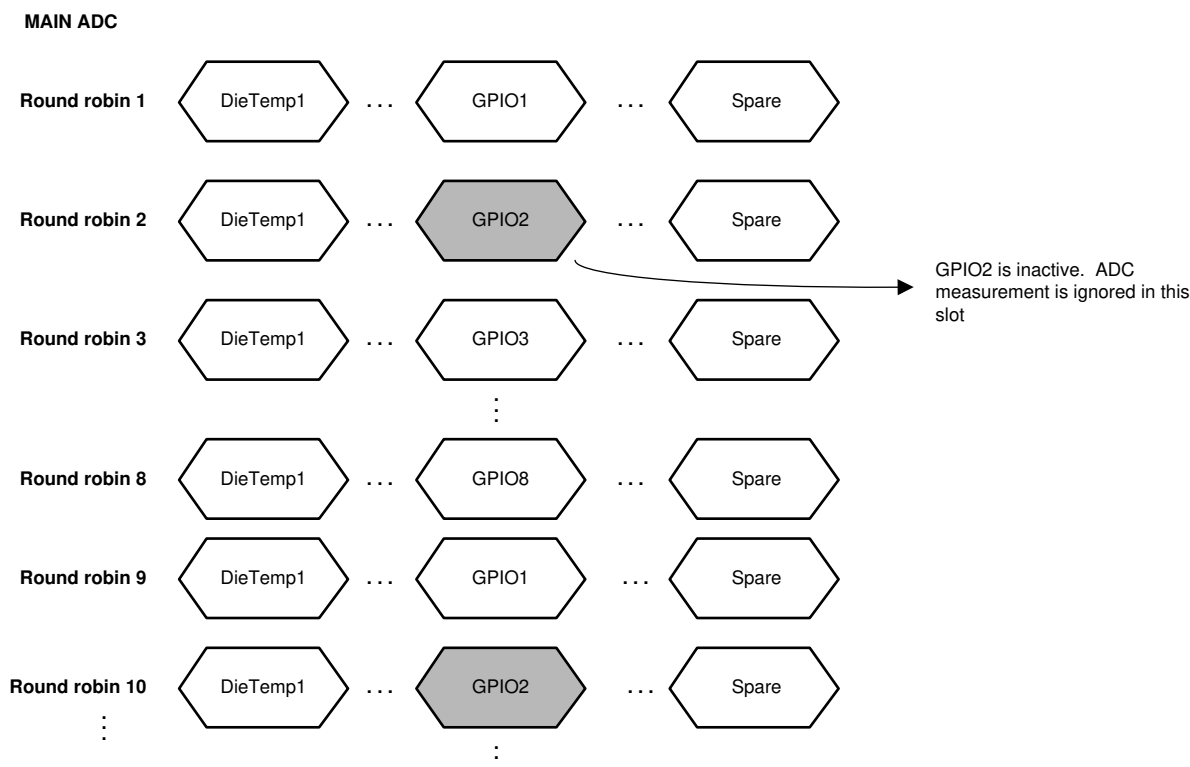 MAIN ADC
Round robin 1 DieTemp1 ... GPIO1 ... Spare
Round robin 2 DieTemp1 ... GPIO2 ... Spare
GPIO2 is inactive. ADC
measurement is ignored in this
slot
Round robin 3 DieTemp1 ... GPIO3 ... Spare
Round robin 8 DieTemp1 ... GPIO8 ... Spare
Round robin 9 DieTemp1 ... GPIO1 ... Spare
Round robin 10 DieTemp1 ... GPIO2 ... Spare